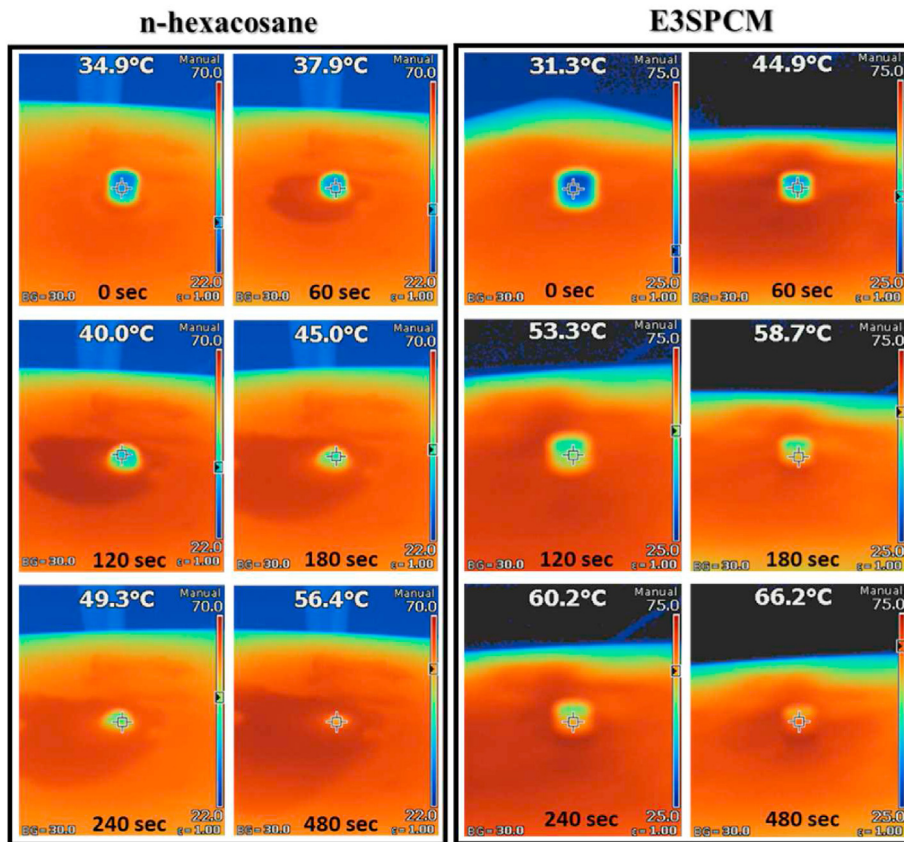 n-hexacosane
34.9°C
Manual
70.0
22.0
BG=30.0
ε=1.00
0 sec
37.9°C
Manual
70.0
22.0
BG=30.0
ε=1.00
60 sec
40.0°C
Manual
70.0
22.0
BG=30.0
ε=1.00
120 sec
45.0°C
Manual
70.0
22.0
BG=30.0
ε=1.00
180 sec
49.3°C
Manual
70.0
22.0
BG=30.0
ε=1.00
240 sec
56.4°C
Manual
70.0
22.0
BG=30.0
ε=1.00
480 sec
E3SPCM
31.3°C
Manual
75.0
25.0
BG=30.0
ε=1.00
0 sec
44.9°C
Manual
75.0
25.0
BG=30.0
ε=1.00
60 sec
53.3°C
Manual
75.0
25.0
BG=30.0
ε=1.00
120 sec
58.7°C
Manual
75.0
25.0
BG=30.0
ε=1.00
180 sec
60.2°C
Manual
75.0
25.0
BG=30.0
ε=1.00
240 sec
66.2°C
Manual
75.0
25.0
BG=30.0
ε=1.00
480 sec